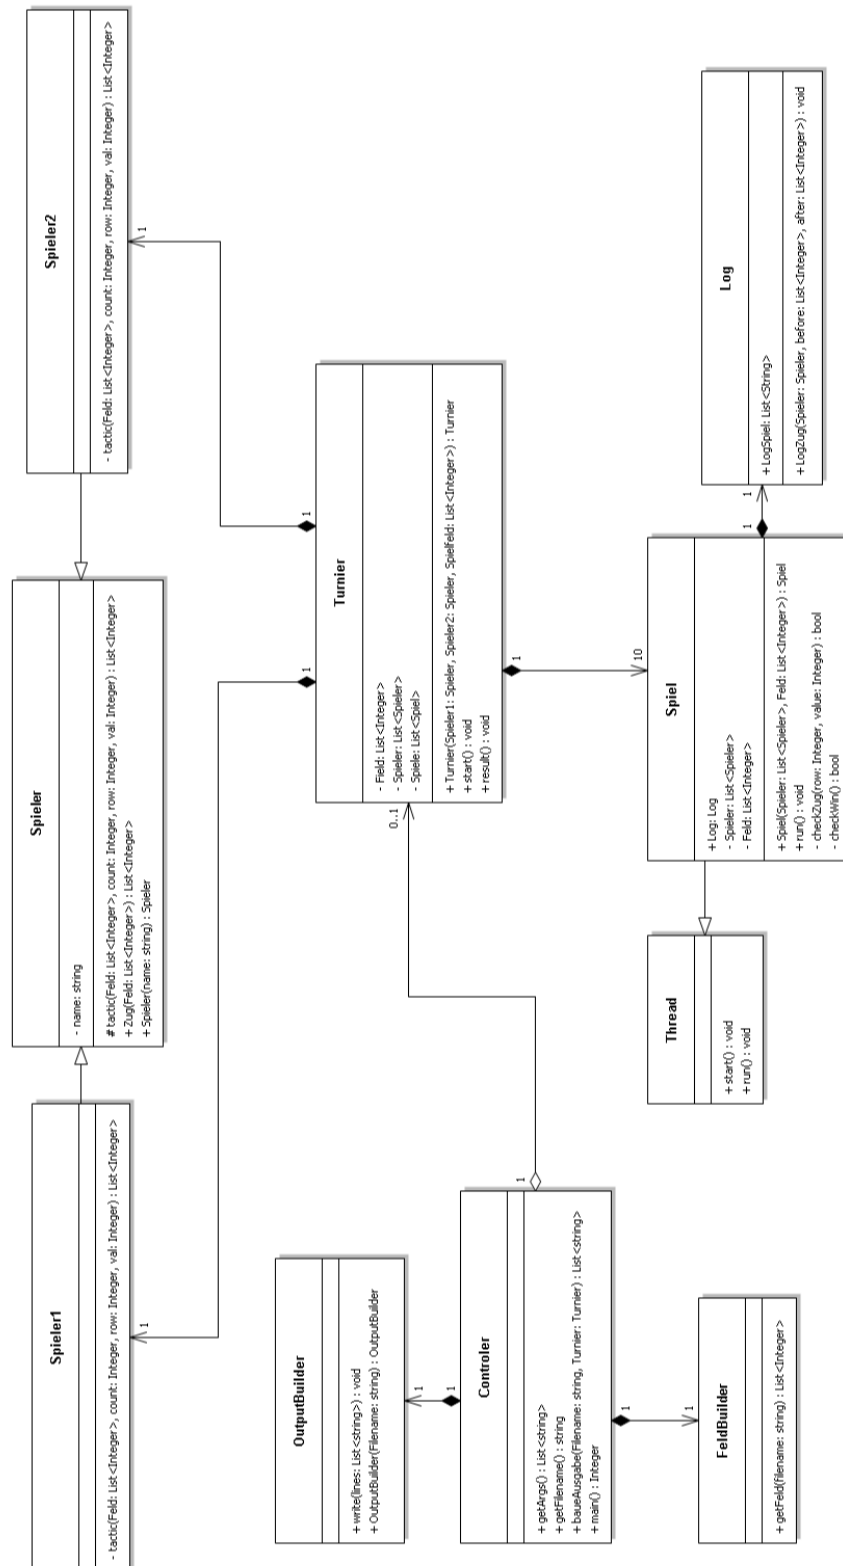 Spieler1
- tactic(Feld: List<Integer>, count: Integer, row: Integer, val: Integer) : List<Integer>
Spieler
- name: string
# tactic(Feld: List<Integer>, count: Integer, row: Integer, val: Integer) : List<Integer>
+ Zug(Feld: List<Integer>) : List<Integer>
+ Spieler(name: string) : Spieler
Spieler2
- tactic(Feld: List<Integer>, count: Integer, row: Integer, val: Integer) : List<Integer>
1
1
OutputBuilder
+ write(lines: List<string>) : void
+ OutputBuilder(Filename: string) : OutputBuilder
1
1
1
1
Turnier
- Field: List<Integer>
- Spieler: List<Spieler>
- Spiele: List<Spiel>
+ Turnier(Spieler1: Spieler, Spieler2: Spieler, Spielfeld: List<Integer>) : Turnier
+ start() : void
+ result() : void
0..1
1
Controler
+ getArgs() : List<string>
+ getFilename() : string
+ baueAusgabe(Filename: string, Turnier: Turnier) : List<string>
+ main() : Integer
1
1
1
10
FeldBuilder
+ getFeld(filename: string) : List<Integer>
Thread
+ start() : void
+ run() : void
Spiel
+ Log: Log
- Spieler: List<Spieler>
- Feld: List<Integer>
+ Spiel(Spieler: List<Spieler>, Feld: List<Integer>) : Spiel
+ run() : void
- checkZug(row: Integer, value: Integer) : bool
- checkWin() : bool
1
1
Log
+ LogSpiel: List<String>
+ LogZug(Spieler: Spieler, before: List<Integer>, after: List<Integer>) : void